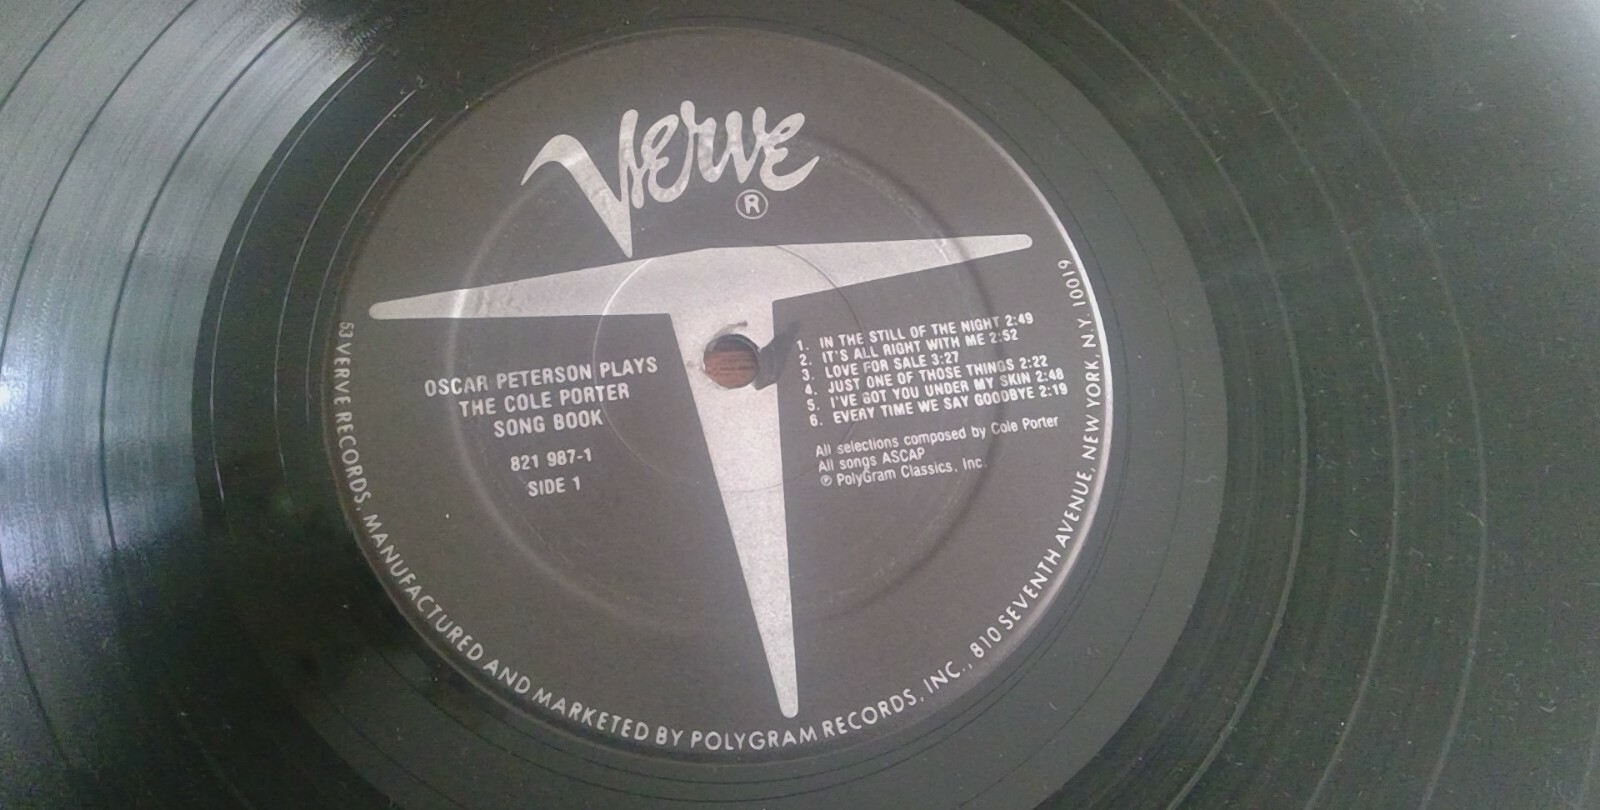 Verve
®
OSCAR PETERSON PLAYS
THE COLE PORTER
SONG BOOK
821 987-1
SIDE 1
1. IN THE STILL OF THE NIGHT 2:49
2. IT'S ALL RIGHT WITH ME 2:52
3. LOVE FOR SALE 3:27
4. JUST ONE OF THOSE THINGS 2:22
5. I'VE GOT YOU UNDER MY SKIN 2:48
6. EVERY TIME WE SAY GOODBYE 2:19
All selections composed by Cole Porter
All songs ASCAP
℗ PolyGram Classics, Inc.
53 VERVE RECORDS, MANUFACTURED AND MARKETED BY POLYGRAM RECORDS, INC., 810 SEVENTH AVENUE, NEW YORK, N.Y. 10019